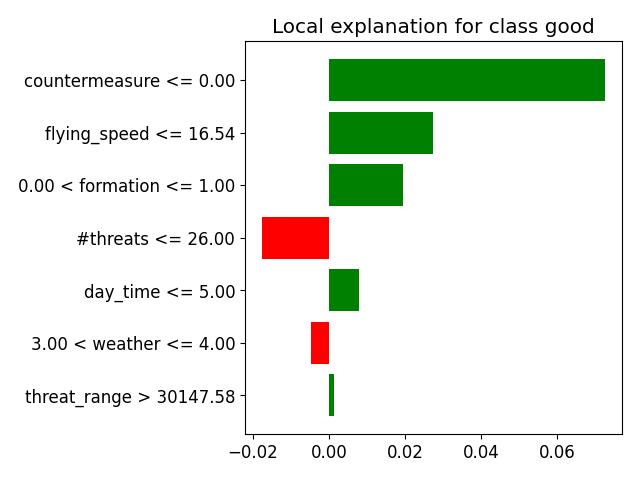 Local explanation for class good
countermeasure <= 0.00
flying_speed <= 16.54
0.00 < formation <= 1.00
#threats <= 26.00
day_time <= 5.00
3.00 < weather <= 4.00
threat_range > 30147.58
−0.02 0.00 0.02 0.04 0.06